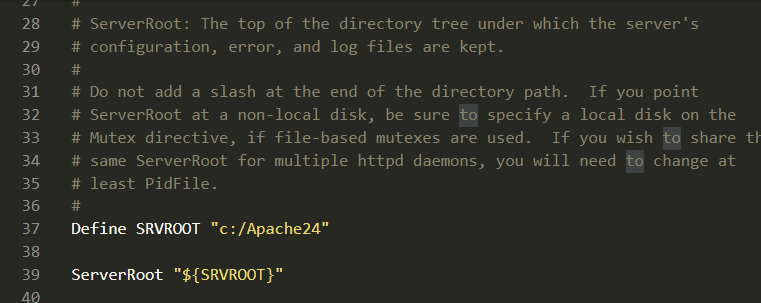 27 #
28 # ServerRoot: The top of the directory tree under which the server's
29 # configuration, error, and log files are kept.
30 #
31 # Do not add a slash at the end of the directory path.  If you point
32 # ServerRoot at a non-local disk, be sure to specify a local disk on the
33 # Mutex directive, if file-based mutexes are used.  If you wish to share th
34 # same ServerRoot for multiple httpd daemons, you will need to change at
35 # least PidFile.
36 #
37 Define SRVROOT "c:/Apache24"
38
39 ServerRoot "${SRVROOT}"
40